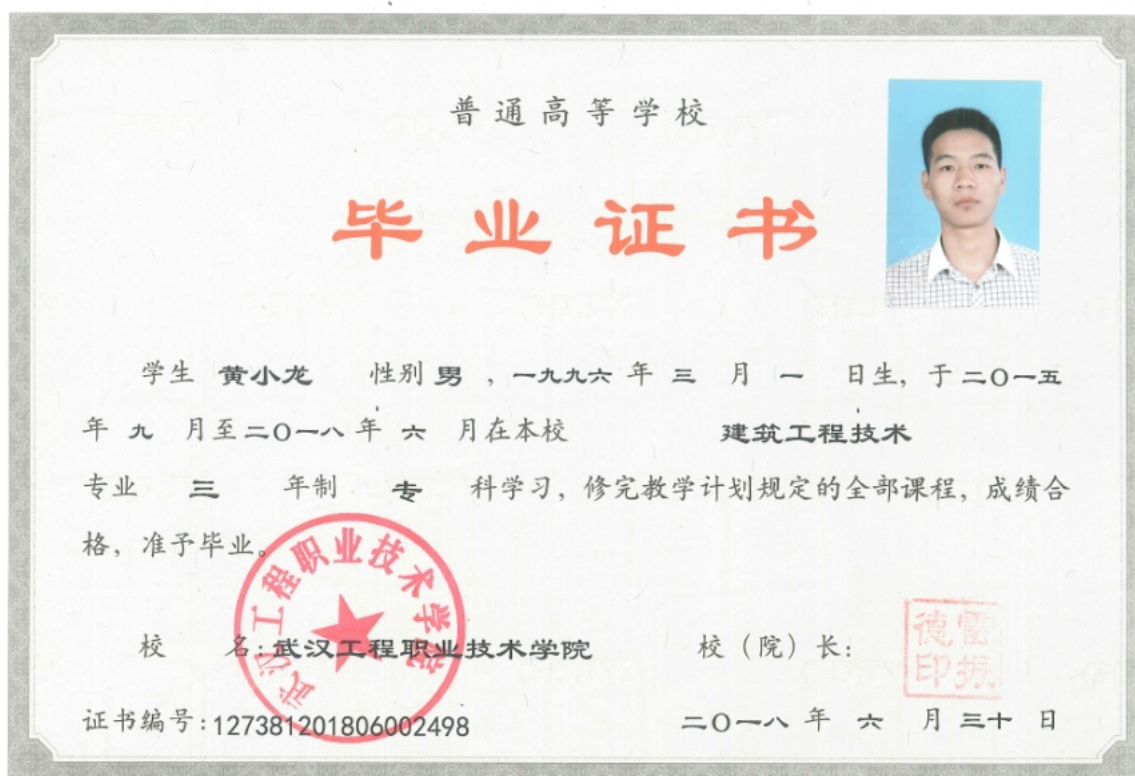 普通高等学校
毕业证书
学生 黄小龙 性别 男 ，一九九六 年 三 月 一 日生，于 二〇一五
年 九 月至 二〇一八 年 六 月在本校 建筑工程技术
专业 三 年制 专 科学习，修完教学计划规定的全部课程，成绩合
格，准予毕业。
武汉工程职业技术学院
校 名：武汉工程职业技术学院 校（院）长：
雷振德印
证书编号：127381201806002498 二〇一八 年 六 月 三十 日